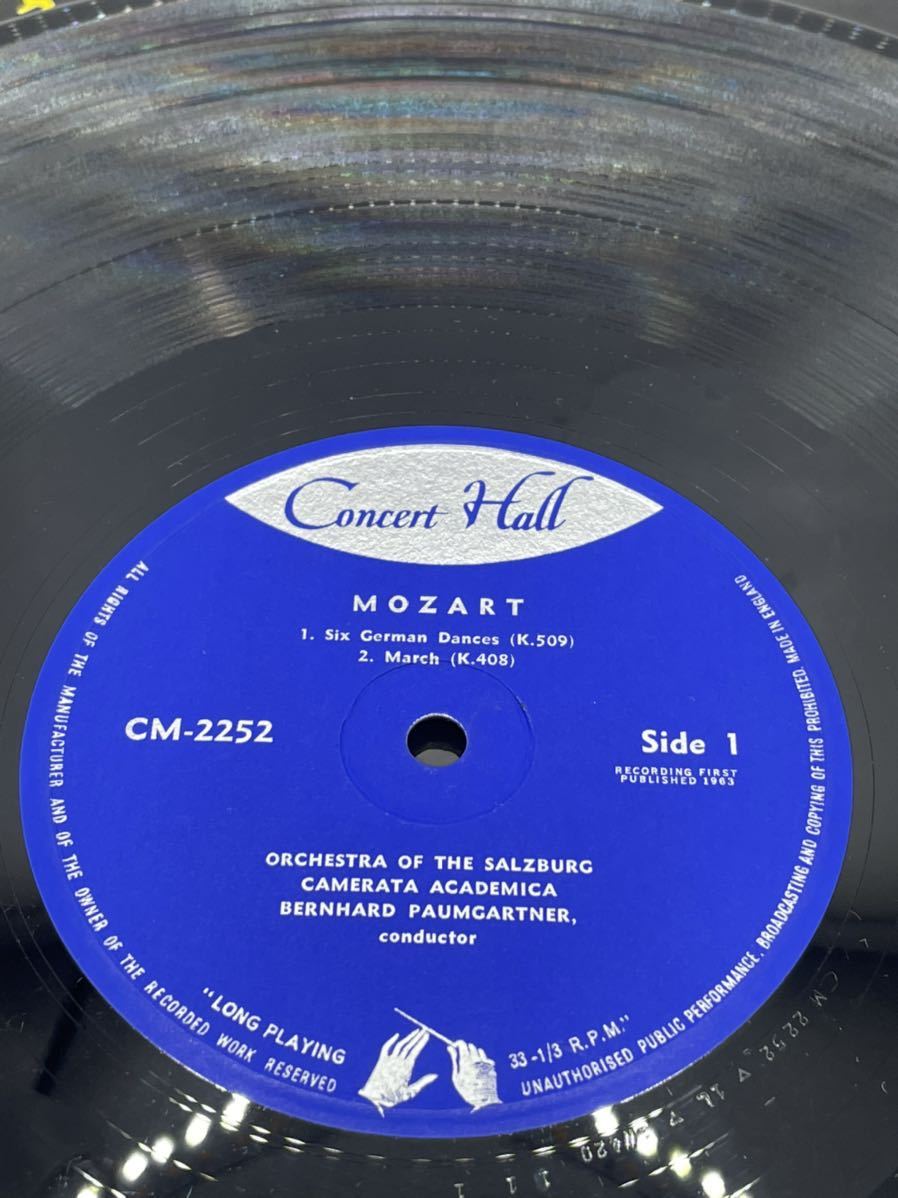 Concert Hall
MOZART
1. Six German Dances (K.509)
2. March (K.408)
CM-2252
Side 1
RECORDING FIRST
PUBLISHED 1963
ORCHESTRA OF THE SALZBURG
CAMERATA ACADEMICA
BERNHARD PAUMGARTNER,
conductor
"LONG PLAYING 33-1/3 R.P.M."
ALL RIGHTS OF THE MANUFACTURER AND OF THE OWNER OF THE RECORDED WORK RESERVED
UNAUTHORISED PUBLIC PERFORMANCE, BROADCASTING AND COPYING OF THIS PROHIBITED. MADE IN ENGLAND
CM 2252